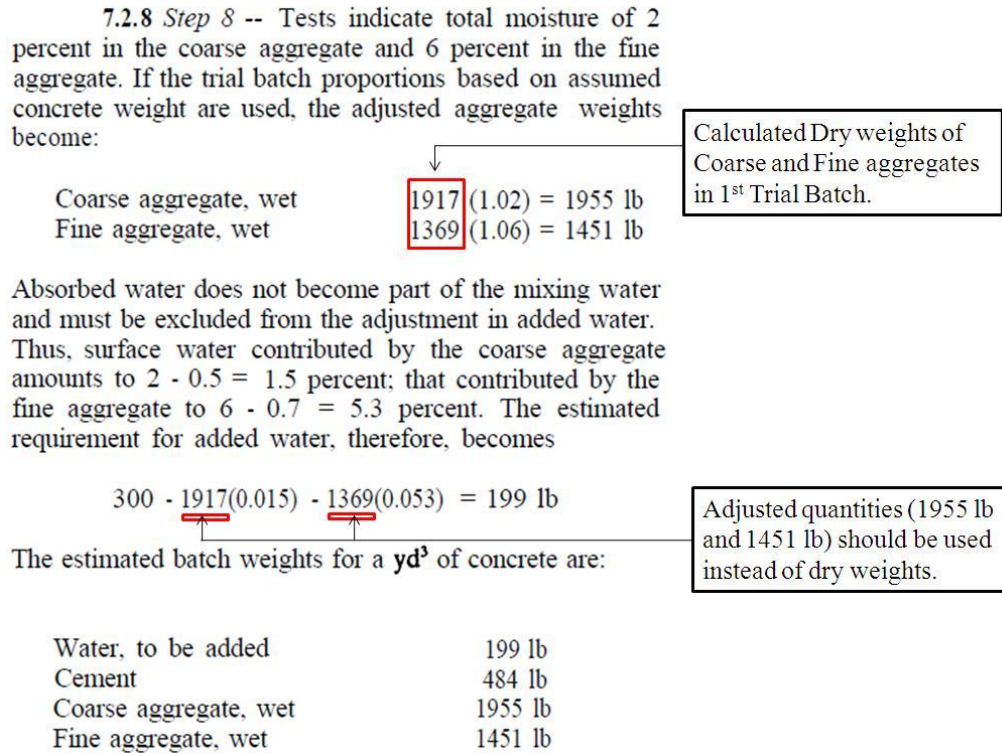 7.2.8 Step 8 -- Tests indicate total moisture of 2
percent in the coarse aggregate and 6 percent in the fine
aggregate. If the trial batch proportions based on assumed
concrete weight are used, the adjusted aggregate weights
become:
Calculated Dry weights of
Coarse and Fine aggregates
in 1st Trial Batch.
Coarse aggregate, wet 1917 (1.02) = 1955 lb
Fine aggregate, wet 1369 (1.06) = 1451 lb
Absorbed water does not become part of the mixing water
and must be excluded from the adjustment in added water.
Thus, surface water contributed by the coarse aggregate
amounts to 2 - 0.5 = 1.5 percent; that contributed by the
fine aggregate to 6 - 0.7 = 5.3 percent. The estimated
requirement for added water, therefore, becomes
300 - 1917(0.015) - 1369(0.053) = 199 lb
Adjusted quantities (1955 lb
and 1451 lb) should be used
instead of dry weights.
The estimated batch weights for a yd³ of concrete are:
Water, to be added 199 lb
Cement 484 lb
Coarse aggregate, wet 1955 lb
Fine aggregate, wet 1451 lb